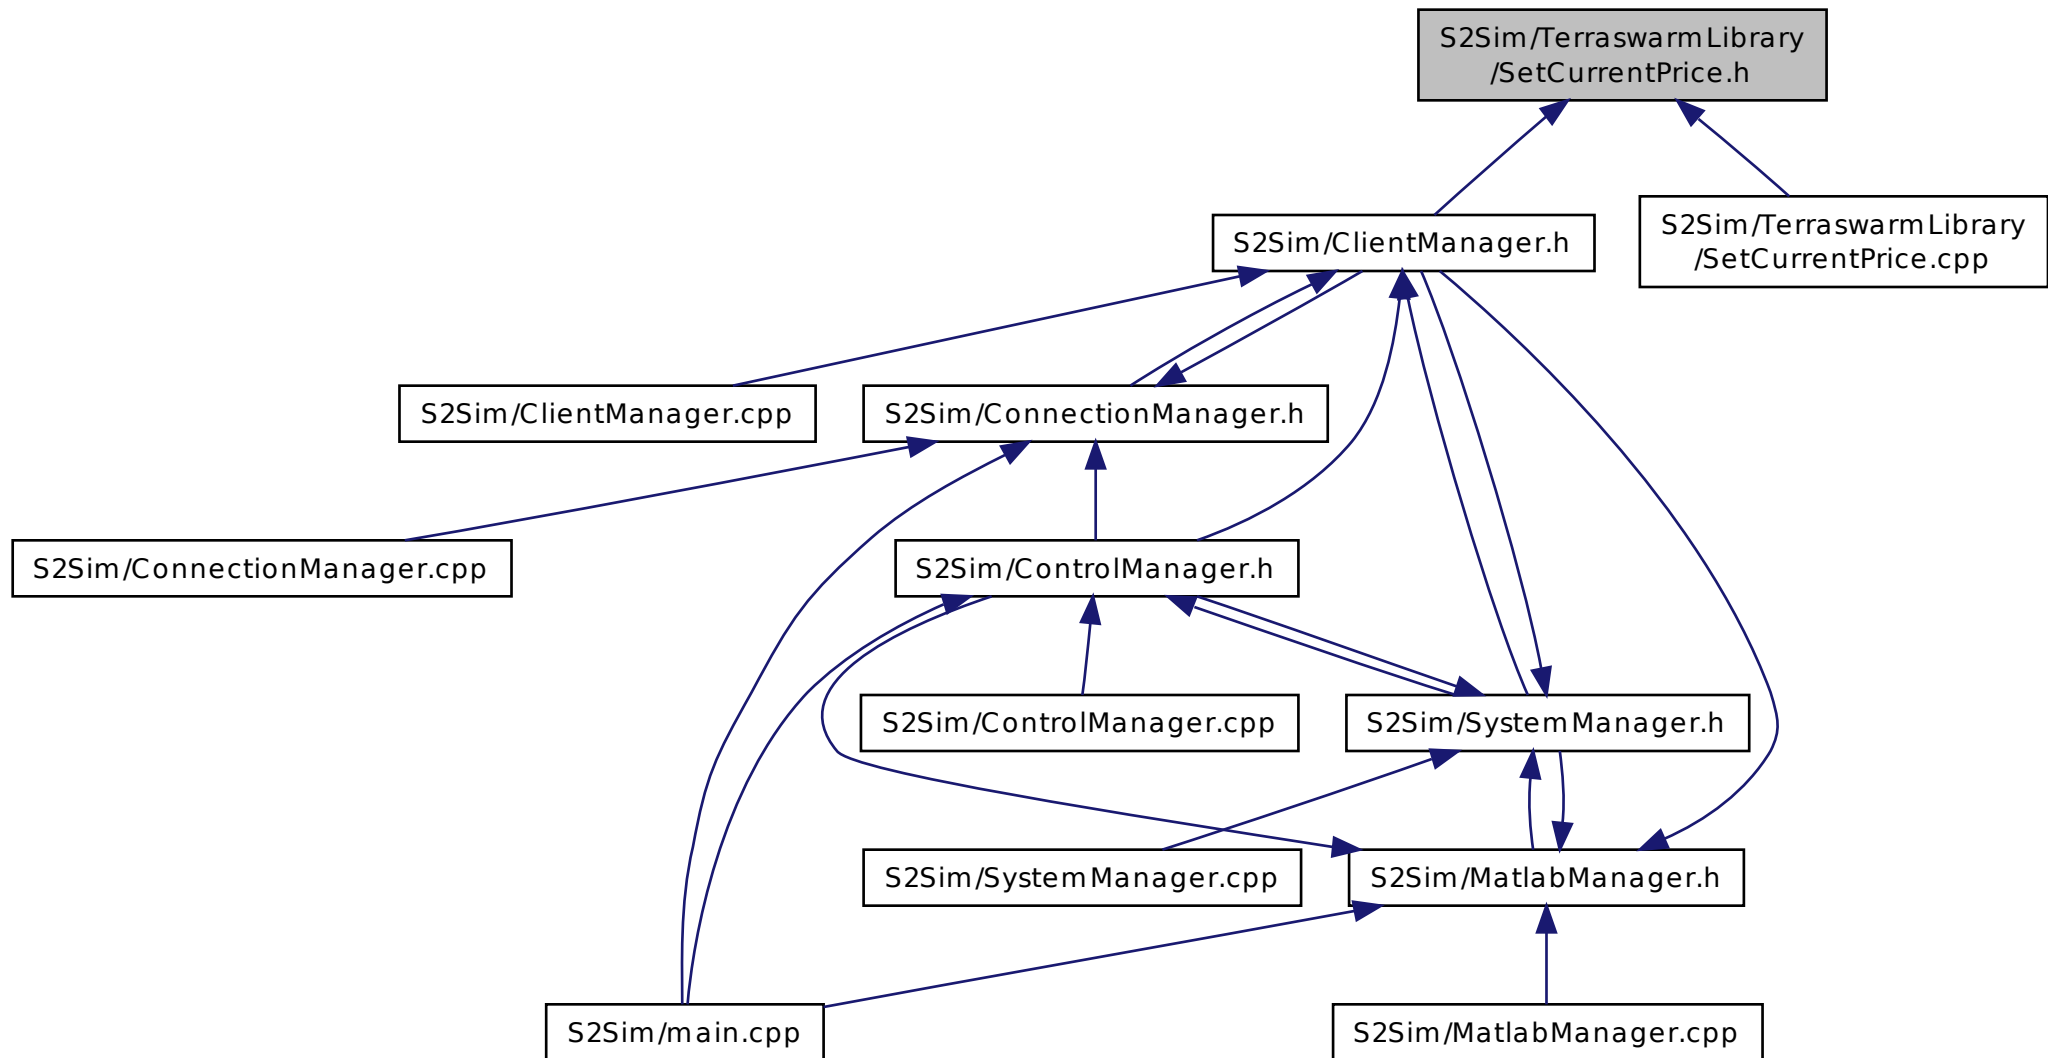 S2Sim/TerraswarmLibrary
/SetCurrentPrice.h
S2Sim/ClientManager.h
S2Sim/TerraswarmLibrary
/SetCurrentPrice.cpp
S2Sim/ClientManager.cpp
S2Sim/ConnectionManager.h
S2Sim/ConnectionManager.cpp
S2Sim/ControlManager.h
S2Sim/ControlManager.cpp
S2Sim/SystemManager.h
S2Sim/SystemManager.cpp
S2Sim/MatlabManager.h
S2Sim/main.cpp
S2Sim/MatlabManager.cpp